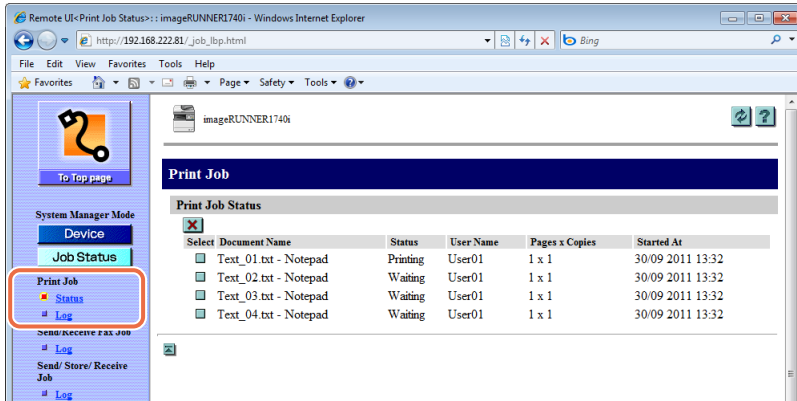 Remote UI<Print Job Status>: : imageRUNNER1740i - Windows Internet Explorer
http://192.168.222.81/_job_lbp.html
Bing
File Edit View Favorites Tools Help
Favorites Page Safety Tools
To Top page
System Manager Mode
Device
Job Status
Print Job
Status
Log
Send/Receive Fax Job
Log
Send/ Store/ Receive
Job
Log
imageRUNNER1740i
Print Job
Print Job Status
Select Document Name Status User Name Pages x Copies Started At
Text_01.txt - Notepad Printing User01 1 x 1 30/09 2011 13:32
Text_02.txt - Notepad Waiting User01 1 x 1 30/09 2011 13:32
Text_03.txt - Notepad Waiting User01 1 x 1 30/09 2011 13:32
Text_04.txt - Notepad Waiting User01 1 x 1 30/09 2011 13:32